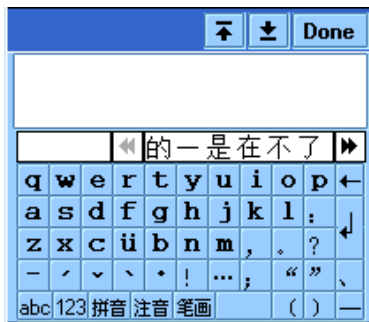 Done
的一是在不了
q w e r t y u i o p ←
a s d f g h j k l :
z x c ü b n m , 。 ?
ˉ ˊ ˇ ˋ • ! … ; “ ” 、
abc 123 拼音 注音 笔画 ( ) —